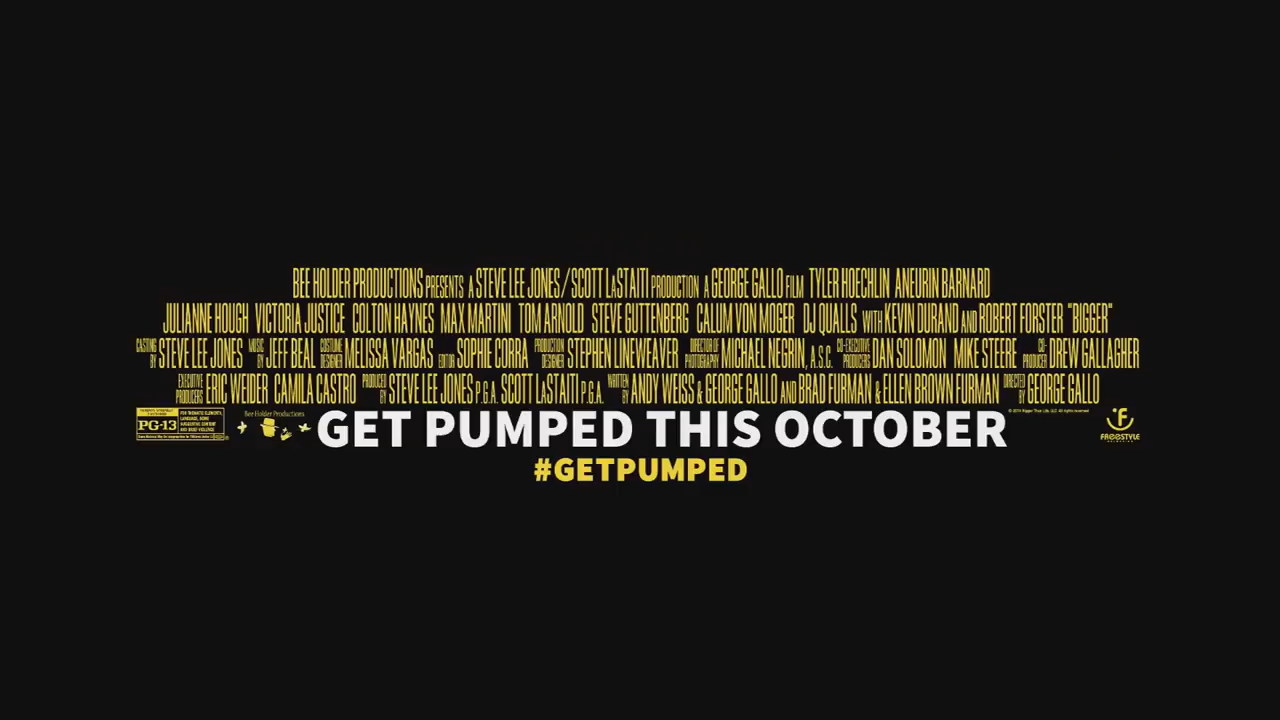 BEE HOLDER PRODUCTIONS PRESENTS A STEVE LEE JONES/SCOTT LASTAITI PRODUCTION A GEORGE GALLO FILM TYLER HOECHLIN ANEURIN BARNARD
JULIANNE HOUGH VICTORIA JUSTICE COLTON HAYNES MAX MARTINI TOM ARNOLD STEVE GUTTENBERG CALUM VON MOGER DJ QUALLS WITH KEVIN DURAND AND ROBERT FORSTER "BIGGER"
CASTING BY STEVE LEE JONES MUSIC BY JEFF BEAL COSTUME DESIGNER MELISSA VARGAS EDITOR SOPHIE CORRA PRODUCTION DESIGNER STEPHEN LINEWEAVER DIRECTOR OF PHOTOGRAPHY MICHAEL NEGRIN, A.S.C. CO-EXECUTIVE PRODUCERS DAN SOLOMON MIKE STEERE CO-PRODUCER DREW GALLAGHER
EXECUTIVE PRODUCERS ERIC WEIDER CAMILA CASTRO PRODUCED BY STEVE LEE JONES P.G.A. SCOTT LASTAITI P.G.A. WRITTEN BY ANDY WEISS & GEORGE GALLO AND BRAD FURMAN & ELLEN BROWN FURMAN DIRECTED BY GEORGE GALLO
PG-13
Bee Holder Productions
GET PUMPED THIS OCTOBER
FREESTYLE
#GETPUMPED